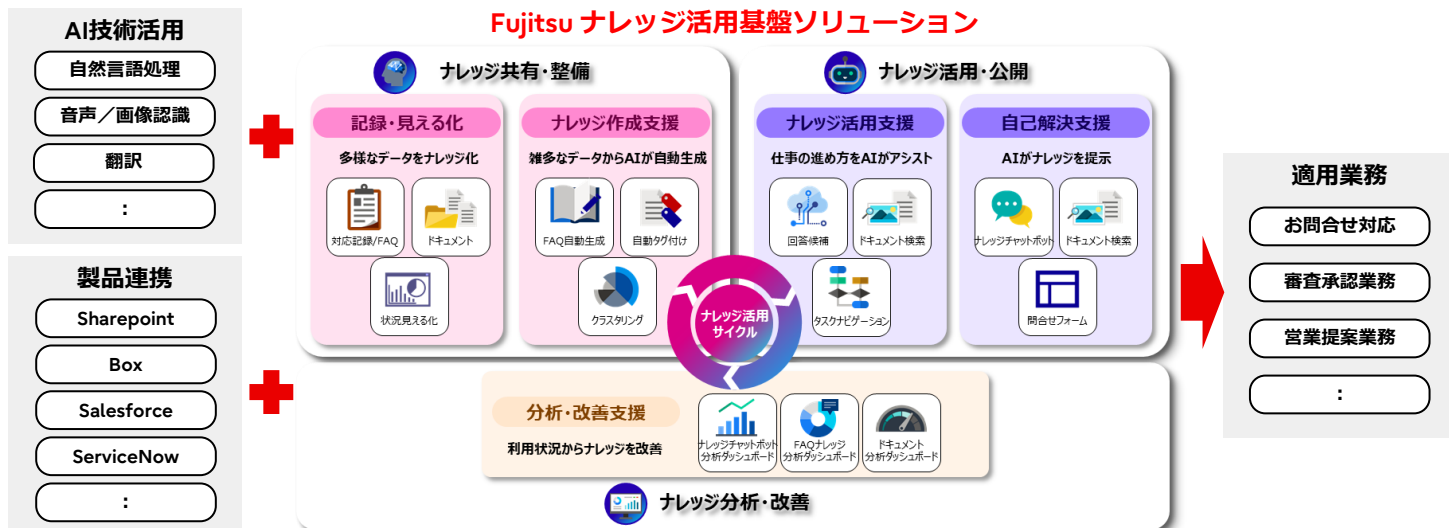 Fujitsu ナレッジ活用基盤ソリューション
AI技術活用
自然言語処理
音声／画像認識
翻訳
：
製品連携
Sharepoint
Box
Salesforce
ServiceNow
：
ナレッジ共有・整備
記録・見える化
多様なデータをナレッジ化
対応記録/FAQ
ドキュメント
状況見える化
ナレッジ作成支援
雑多なデータからAIが自動生成
FAQ自動生成
自動タグ付け
クラスタリング
ナレッジ活用・公開
ナレッジ活用支援
仕事の進め方をAIがアシスト
回答候補
ドキュメント検索
タスクナビゲーション
自己解決支援
AIがナレッジを提示
ナレッジチャットボット
ドキュメント検索
問合せフォーム
ナレッジ活用
サイクル
分析・改善支援
利用状況からナレッジを改善
ナレッジチャットボット
分析ダッシュボード
FAQナレッジ
分析ダッシュボード
ドキュメント
分析ダッシュボード
ナレッジ分析・改善
適用業務
お問合せ対応
審査承認業務
営業提案業務
：